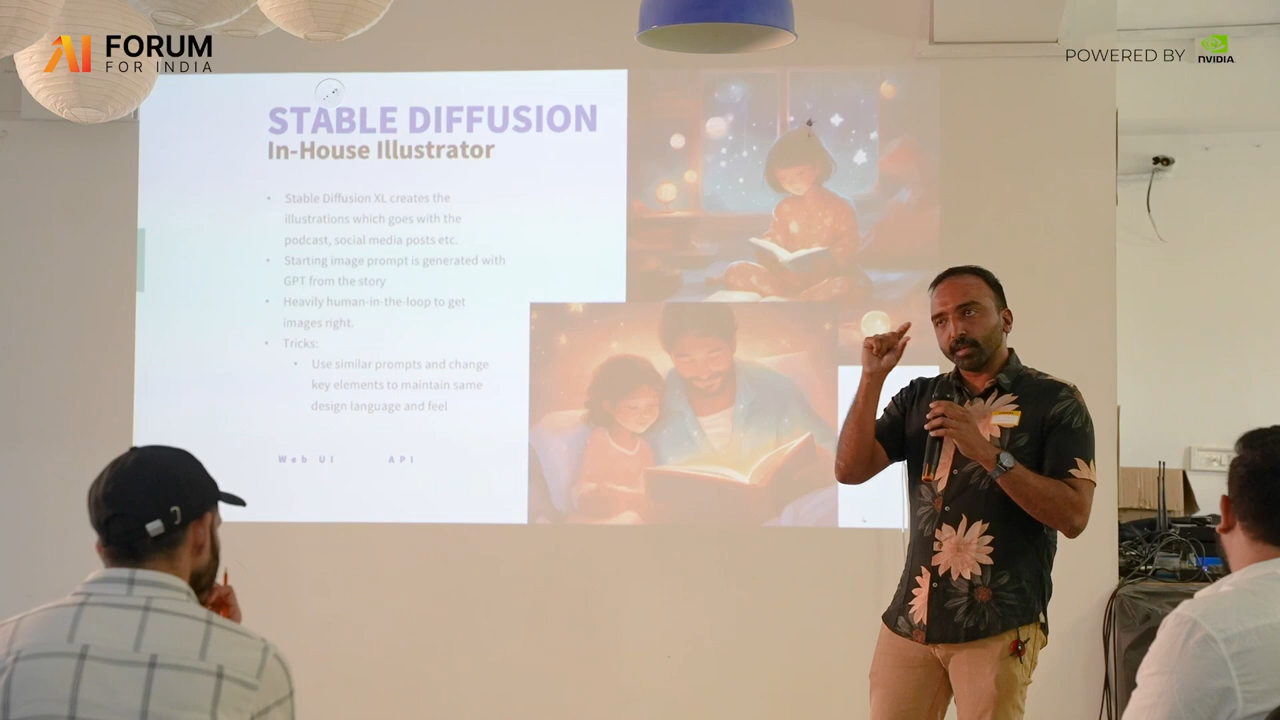 AI FORUM
FOR INDIA
POWERED BY NVIDIA
STABLE DIFFUSION
In-House Illustrator
• Stable Diffusion XL creates the
illustrations which goes with the
podcast, social media posts etc.
• Starting image prompt is generated with
GPT from the story
• Heavily human-in-the-loop to get
images right.
• Tricks:
• Use similar prompts and change
key elements to maintain same
design language and feel
Web UI API